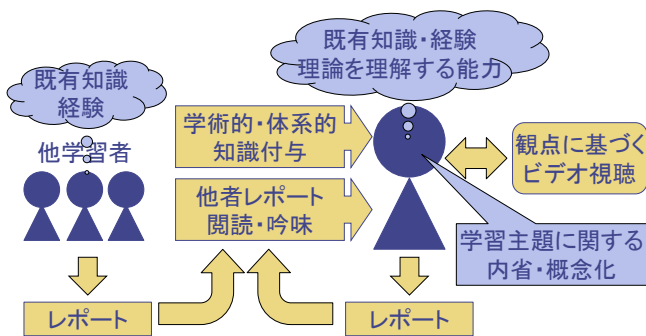 既有知識
経験
他学習者
既有知識・経験
理論を理解する能力
学術的・体系的
知識付与
他者レポート
閲読・吟味
観点に基づく
ビデオ視聴
学習主題に関する
内省・概念化
レポート
レポート